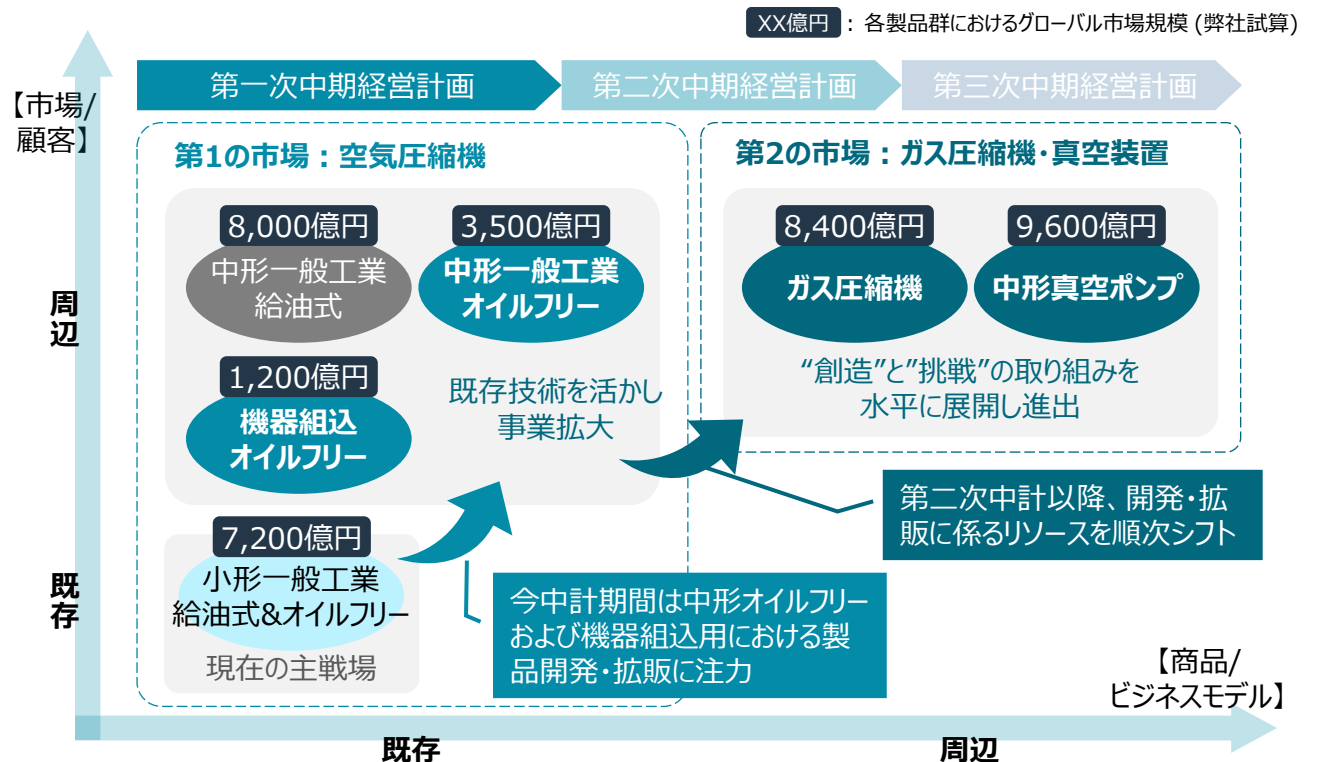 XX億円：各製品群におけるグローバル市場規模 (弊社試算)
【市場/
顧客】
第一次中期経営計画
第二次中期経営計画
第三次中期経営計画
第1の市場：空気圧縮機
8,000億円
中形一般工業
給油式
3,500億円
中形一般工業
オイルフリー
1,200億円
機器組込
オイルフリー
既存技術を活かし
事業拡大
7,200億円
小形一般工業
給油式&オイルフリー
現在の主戦場
今中計期間は中形オイルフリー
および機器組込用における製
品開発・拡販に注力
第2の市場：ガス圧縮機・真空装置
8,400億円
ガス圧縮機
9,600億円
中形真空ポンプ
“創造”と”挑戦”の取り組みを
水平に展開し進出
第二次中計以降、開発・拡
販に係るリソースを順次シフト
周辺
既存
【商品/
ビジネスモデル】
既存
周辺